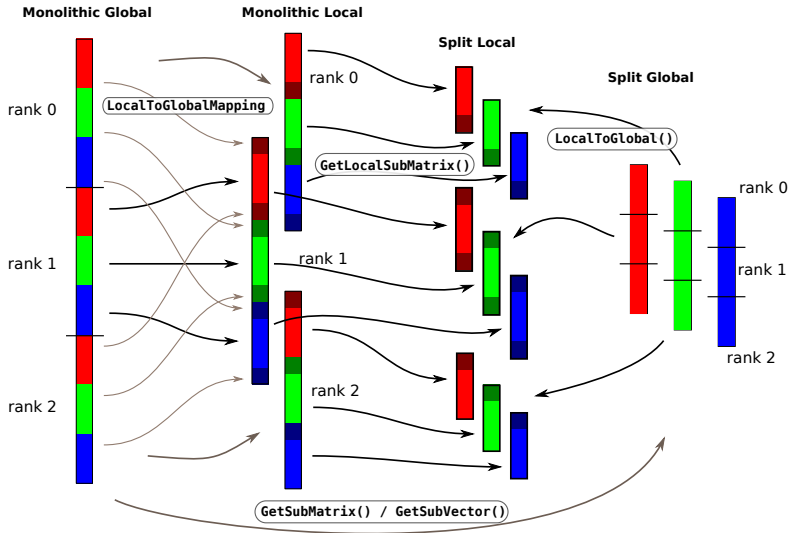 Monolithic Global
Monolithic Local
Split Local
Split Global
rank 0
rank 1
rank 2
LocalToGlobalMapping
rank 0
rank 1
rank 2
GetLocalSubMatrix()
LocalToGlobal()
rank 0
rank 1
rank 2
GetSubMatrix() / GetSubVector()